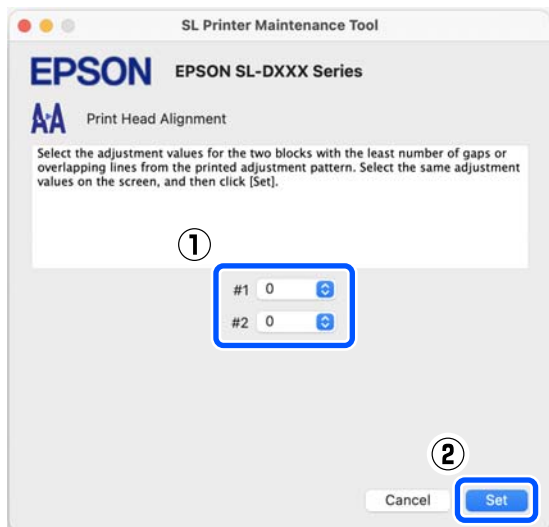 SL Printer Maintenance Tool
EPSON EPSON SL-DXXX Series
Print Head Alignment
Select the adjustment values for the two blocks with the least number of gaps or
overlapping lines from the printed adjustment pattern. Select the same adjustment
values on the screen, and then click [Set].
①
#1 0
#2 0
②
Cancel Set